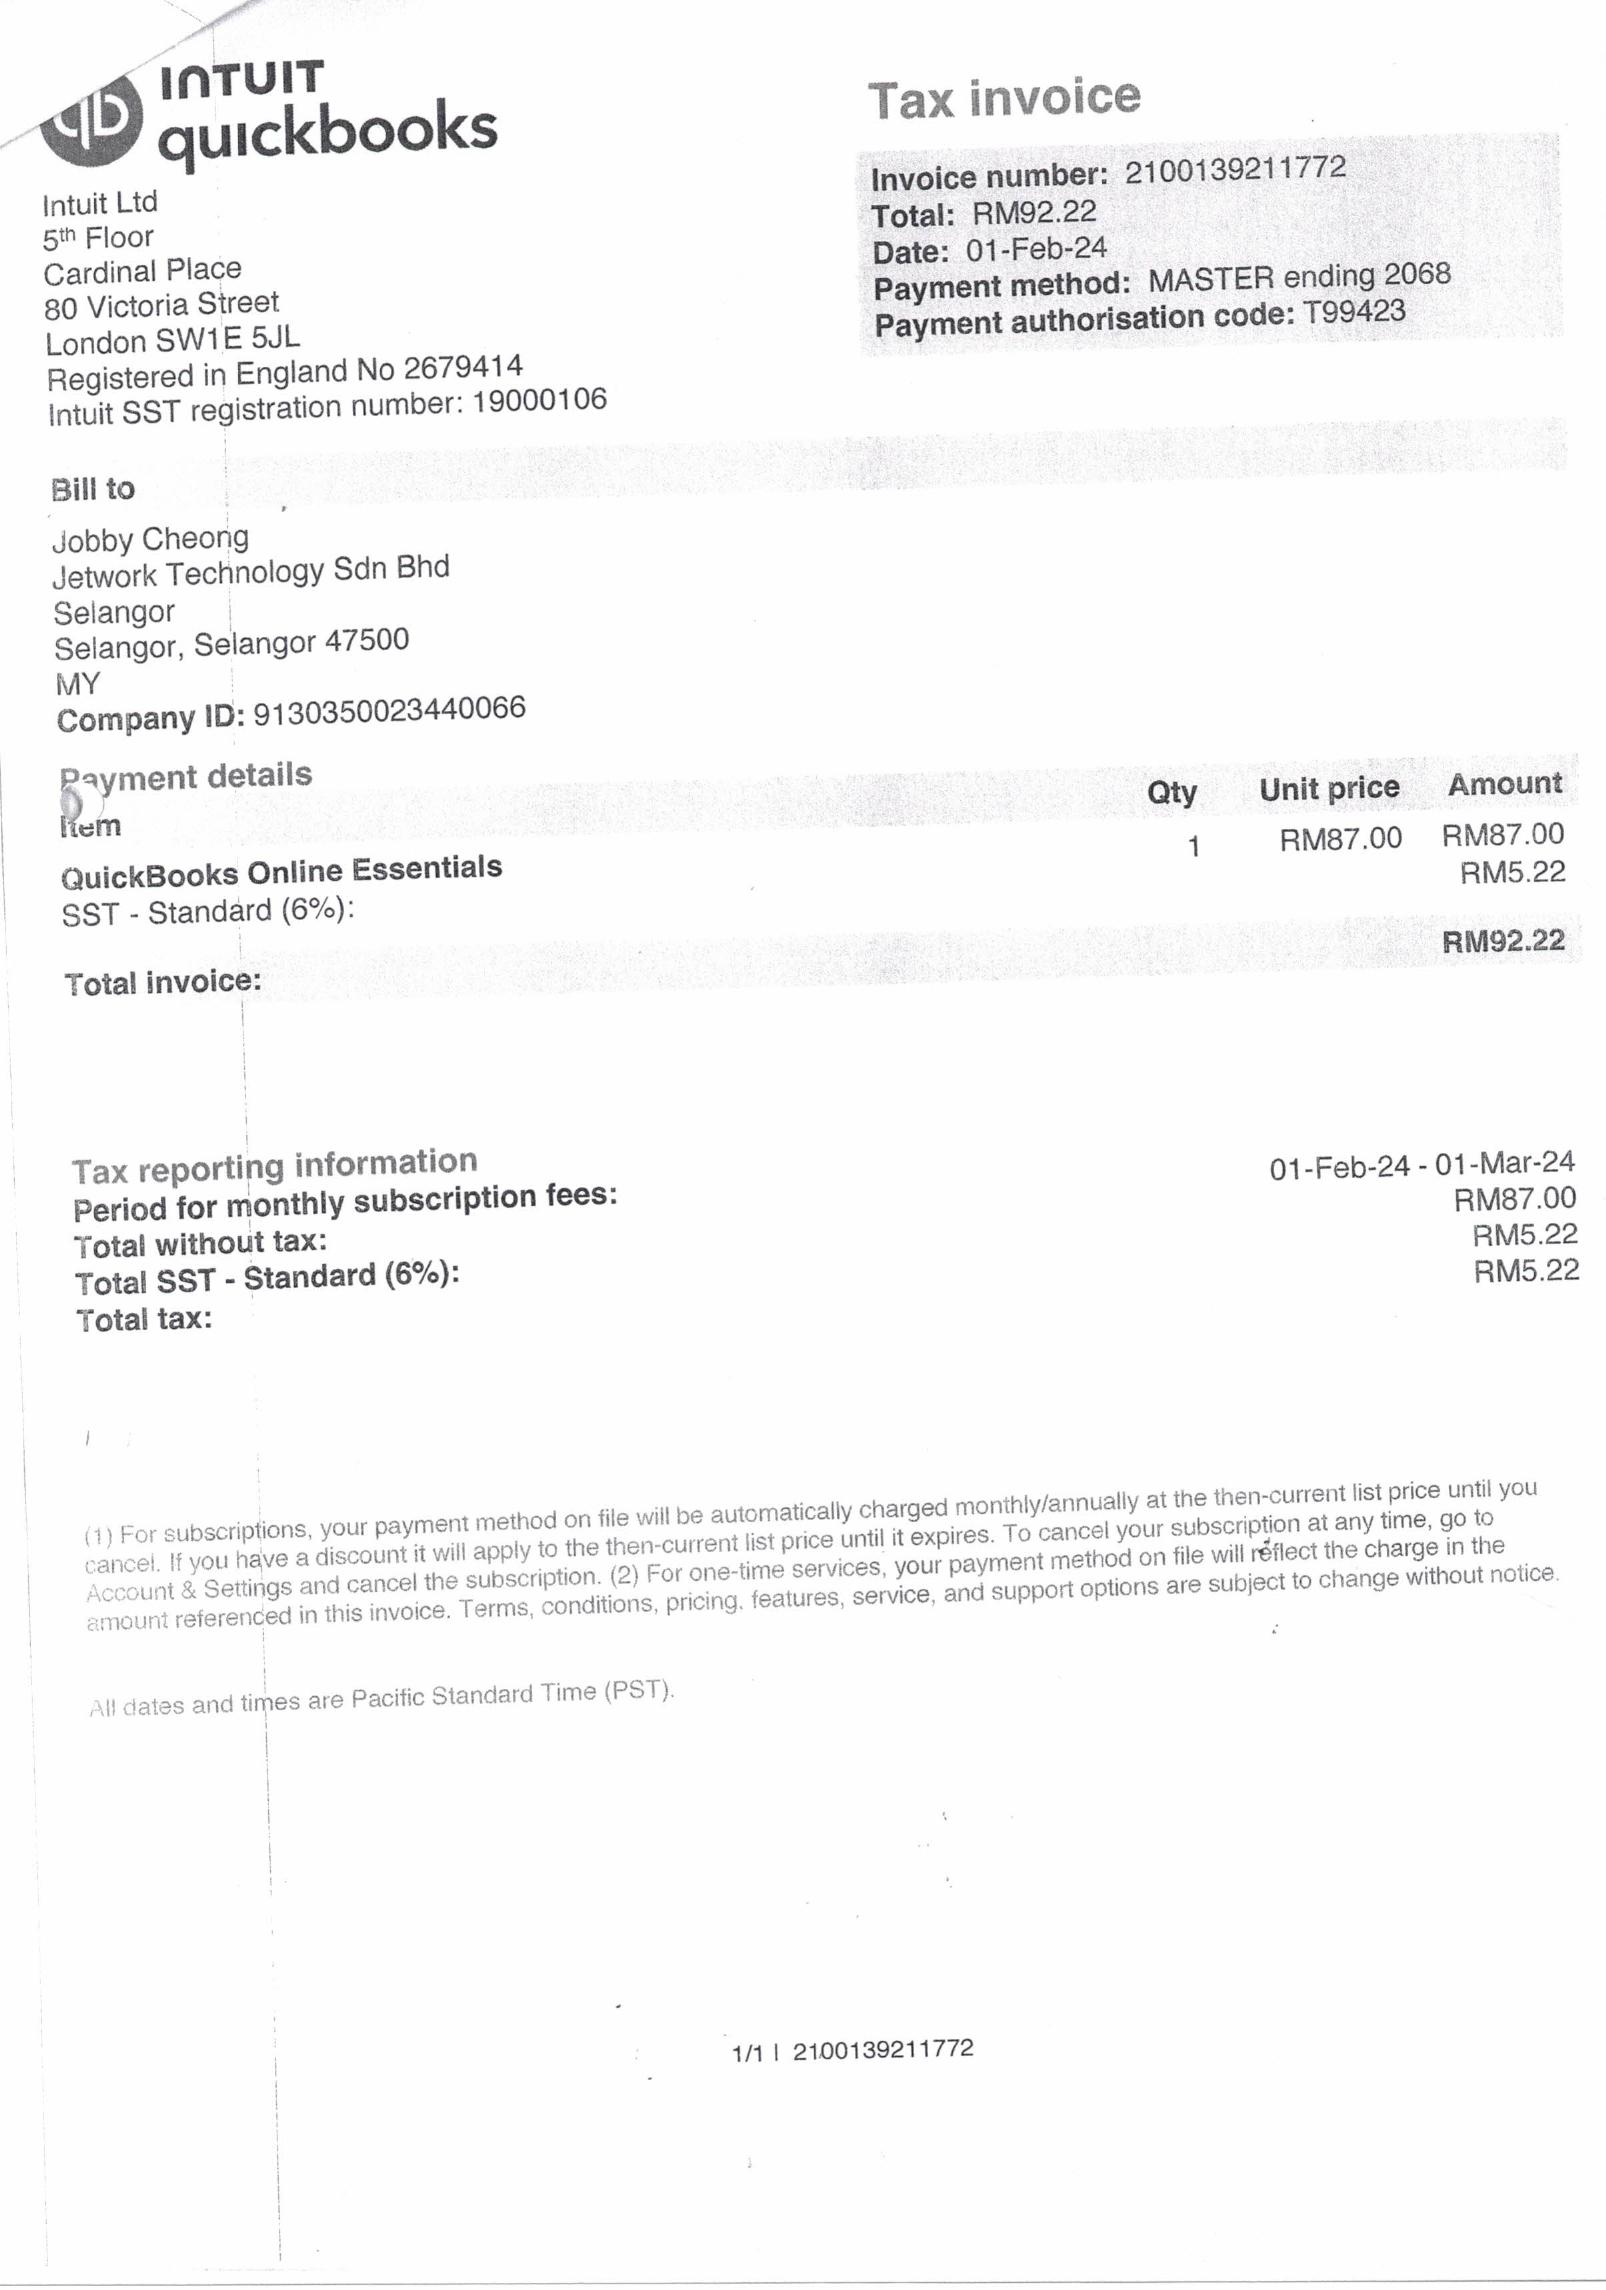 INTUIT
quickbooks
Tax invoice
Invoice number: 2100139211772
Total: RM92.22
Date: 01-Feb-24
Payment method: MASTER ending 2068
Payment authorisation code: T99423
Intuit Ltd
5th Floor
Cardinal Place
80 Victoria Street
London SW1E 5JL
Registered in England No 2679414
Intuit SST registration number: 19000106
Bill to
Jobby Cheong
Jetwork Technology Sdn Bhd
Selangor
Selangor, Selangor 47500
MY
Company ID: 9130350023440066
Payment details
Item Qty Unit price Amount
QuickBooks Online Essentials 1 RM87.00 RM87.00
SST - Standard (6%): RM5.22
Total invoice: RM92.22
Tax reporting information
Period for monthly subscription fees: 01-Feb-24 - 01-Mar-24
Total without tax: RM87.00
Total SST - Standard (6%): RM5.22
Total tax: RM5.22
(1) For subscriptions, your payment method on file will be automatically charged monthly/annually at the then-current list price until you
cancel. If you have a discount it will apply to the then-current list price until it expires. To cancel your subscription at any time, go to
Account & Settings and cancel the subscription. (2) For one-time services, your payment method on file will reflect the charge in the
amount referenced in this invoice. Terms, conditions, pricing, features, service, and support options are subject to change without notice.
All dates and times are Pacific Standard Time (PST).
1/1 | 2100139211772